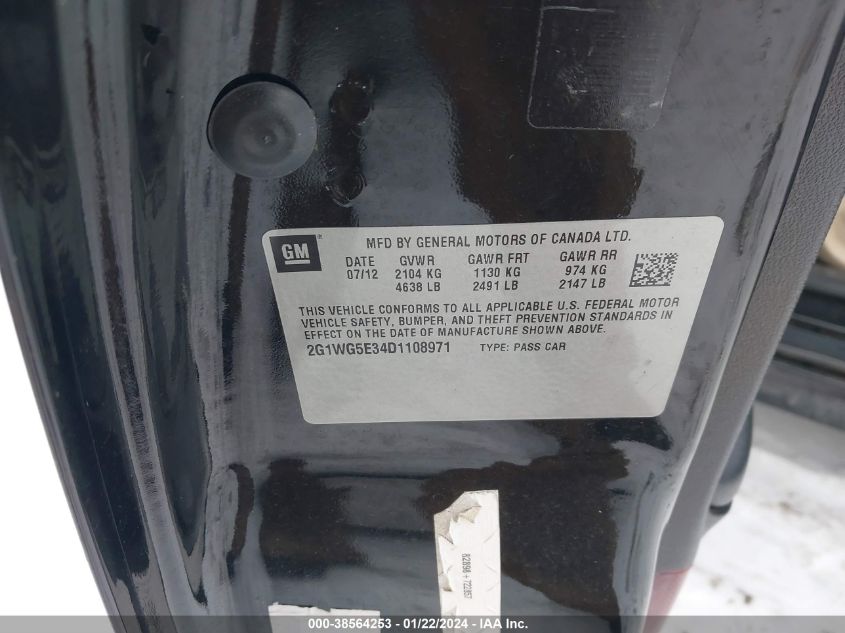 GM
MFD BY GENERAL MOTORS OF CANADA LTD.
DATE GVWR GAWR FRT GAWR RR
07/12 2104 KG 1130 KG 974 KG
4638 LB 2491 LB 2147 LB
THIS VEHICLE CONFORMS TO ALL APPLICABLE U.S. FEDERAL MOTOR
VEHICLE SAFETY, BUMPER, AND THEFT PREVENTION STANDARDS IN
EFFECT ON THE DATE OF MANUFACTURE SHOWN ABOVE.
2G1WG5E34D1108971 TYPE: PASS CAR
000-38564253 - 01/22/2024 - IAA Inc.